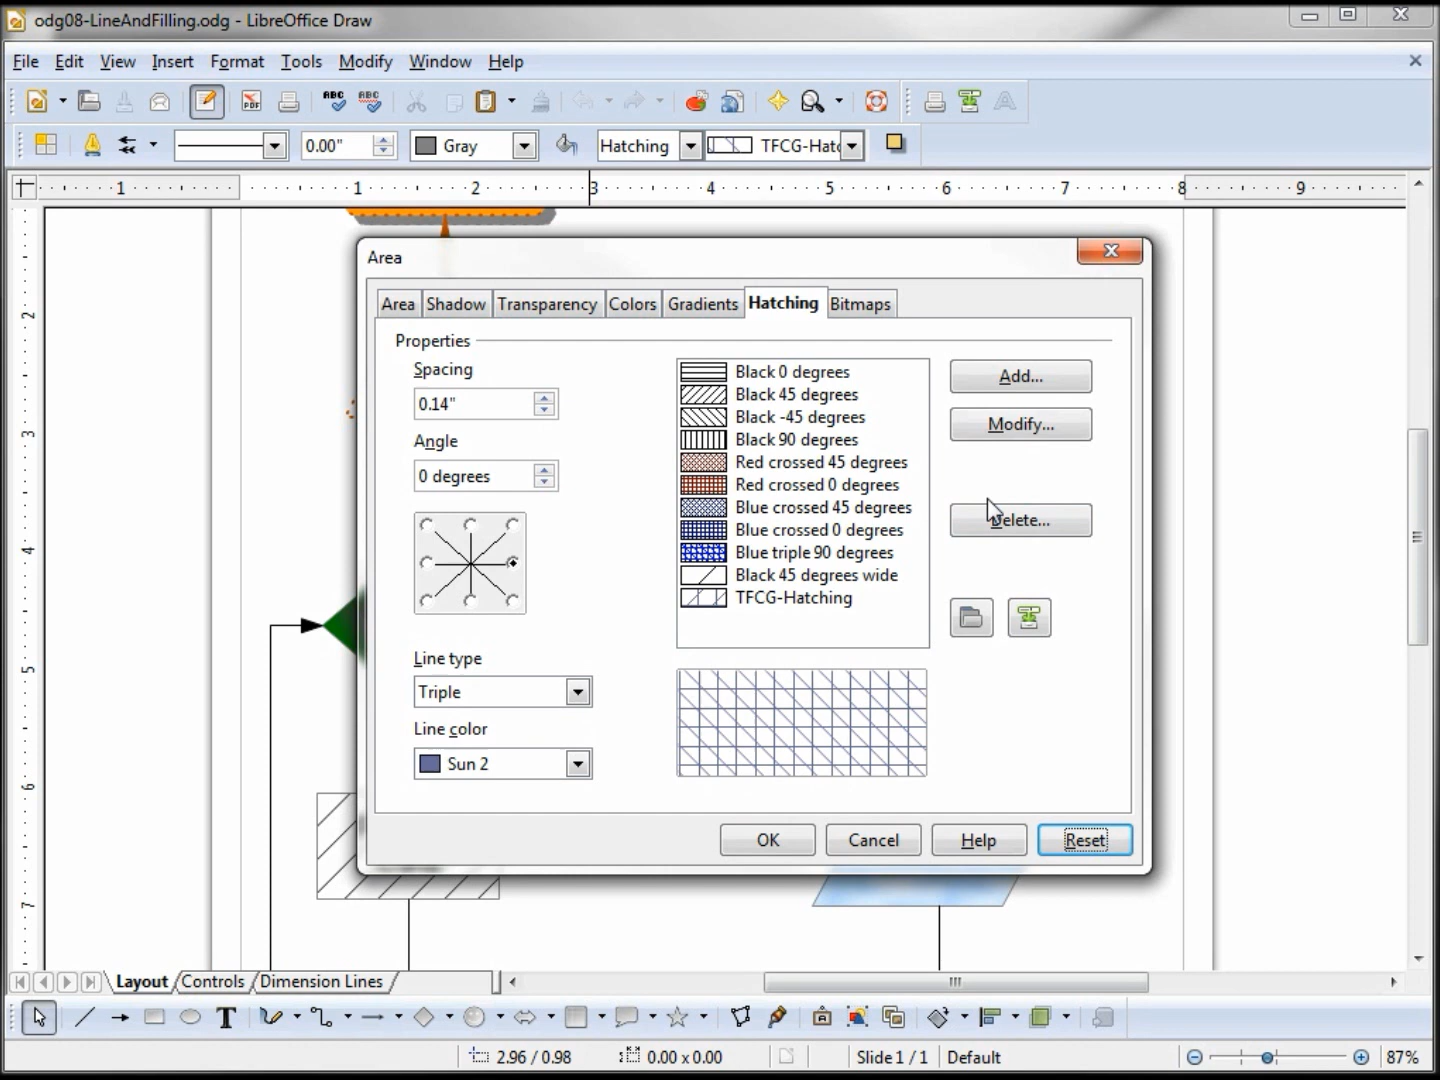 odg08-LineAndFilling.odg - LibreOffice Draw
File Edit View Insert Format Tools Modify Window Help
PDF ABC ABC
0.00" Gray Hatching TFCG-Hatc
1 1 2 3 4 5 6 7 8 9
Area
Area Shadow Transparency Colors Gradients Hatching Bitmaps
Properties
Spacing
0.14"
Angle
0 degrees
Line type
Triple
Line color
Sun 2
Black 0 degrees
Black 45 degrees
Black -45 degrees
Black 90 degrees
Red crossed 45 degrees
Red crossed 0 degrees
Blue crossed 45 degrees
Blue crossed 0 degrees
Blue triple 90 degrees
Black 45 degrees wide
TFCG-Hatching
Add...
Modify...
Delete...
OK Cancel Help Reset
2
3
4
5
6
7
Layout Controls Dimension Lines
T
2.96 / 0.98 0.00 x 0.00 Slide 1 / 1 Default 87%